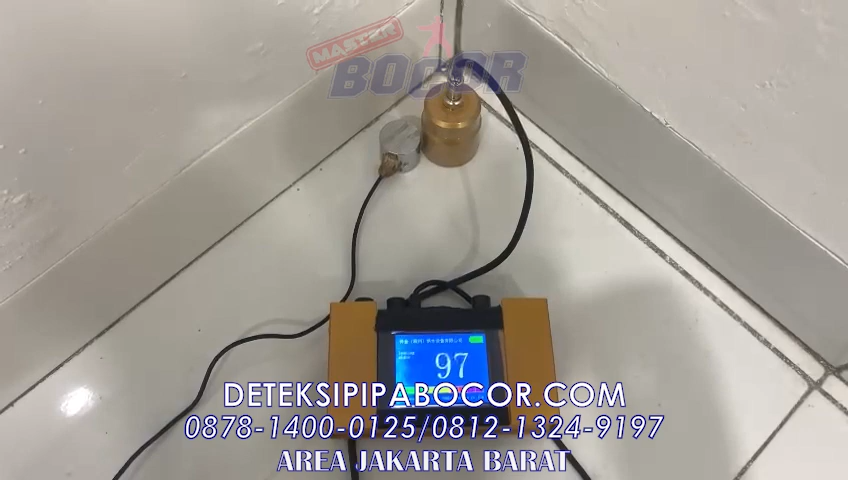 MASTER
BOCOR
97
DETEKSIPIPABOCOR.COM
0878-1400-0125/0812-1324-9197
AREA JAKARTA BARAT